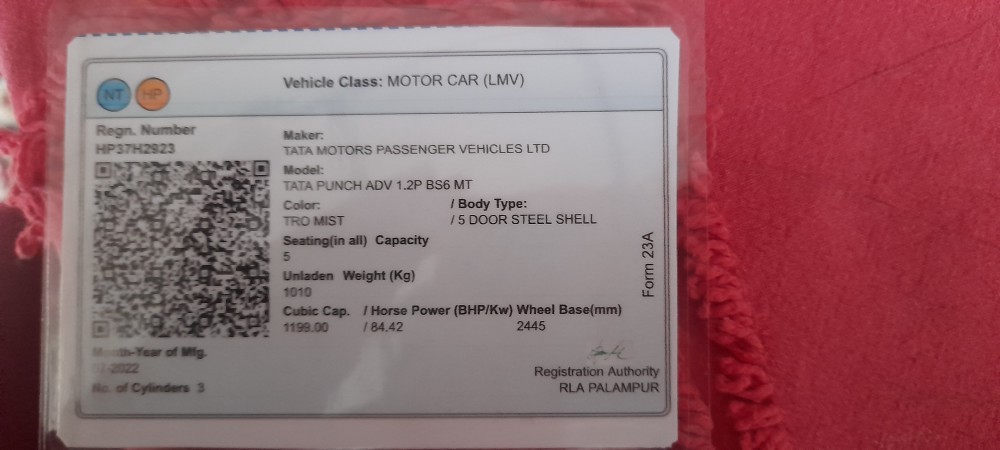 NT HP
Vehicle Class: MOTOR CAR (LMV)
Regn. Number
HP37H2923
Maker:
TATA MOTORS PASSENGER VEHICLES LTD
Model:
TATA PUNCH ADV 1.2P BS6 MT
Color: / Body Type:
TRO MIST / 5 DOOR STEEL SHELL
Seating(in all) Capacity
5
Unladen Weight (Kg)
1010
Cubic Cap. / Horse Power (BHP/Kw) Wheel Base(mm)
1199.00 / 84.42 2445
Month-Year of Mfg.
2022
No. of Cylinders 3
Form 23A
Registration Authority
RLA PALAMPUR